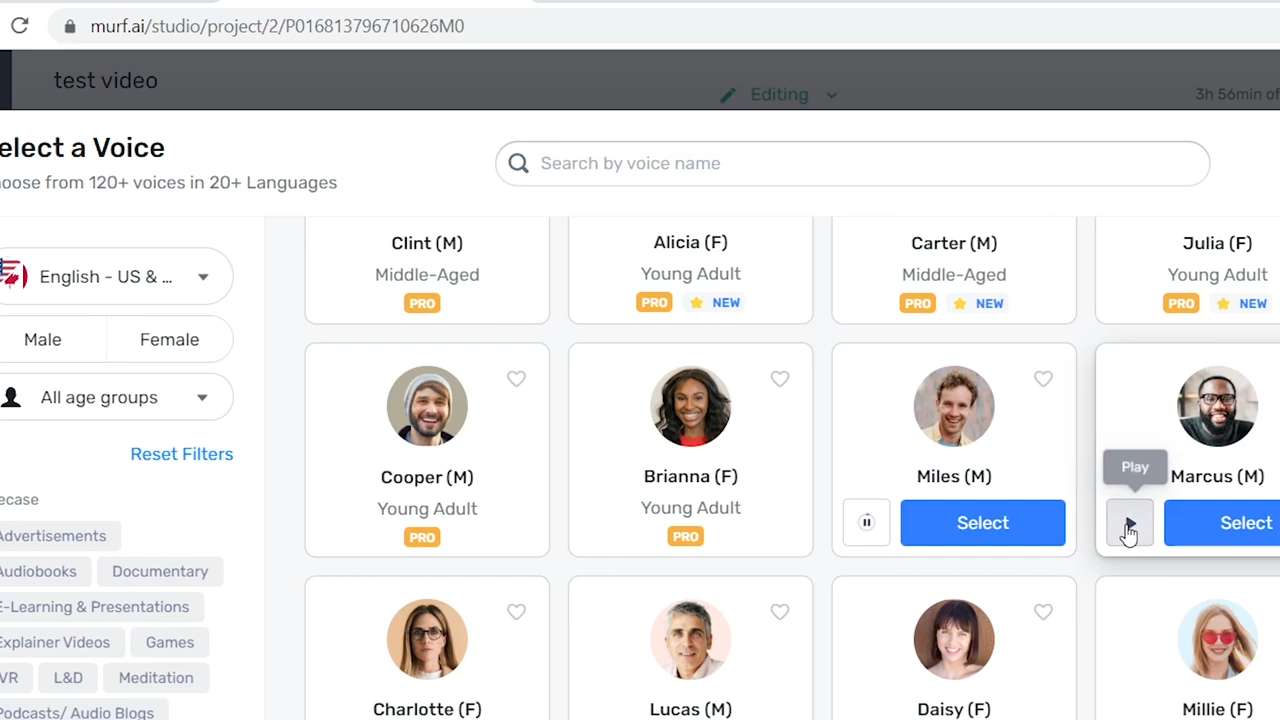 murf.ai/studio/project/2/P016813796710626M0
test video
Editing
3h 56min of
elect a Voice
oose from 120+ voices in 20+ Languages
Search by voice name
English - US & ...
Male
Female
All age groups
Reset Filters
ecase
Advertisements
Audiobooks
Documentary
E-Learning & Presentations
Explainer Videos
Games
VR
L&D
Meditation
Podcasts/ Audio Blogs
Clint (M)
Middle-Aged
PRO
Alicia (F)
Young Adult
PRO NEW
Carter (M)
Middle-Aged
PRO NEW
Julia (F)
Young Adult
PRO NEW
Cooper (M)
Young Adult
PRO
Brianna (F)
Young Adult
PRO
Miles (M)
Select
Play
Marcus (M)
Select
Charlotte (F)
Lucas (M)
Daisy (F)
Millie (F)